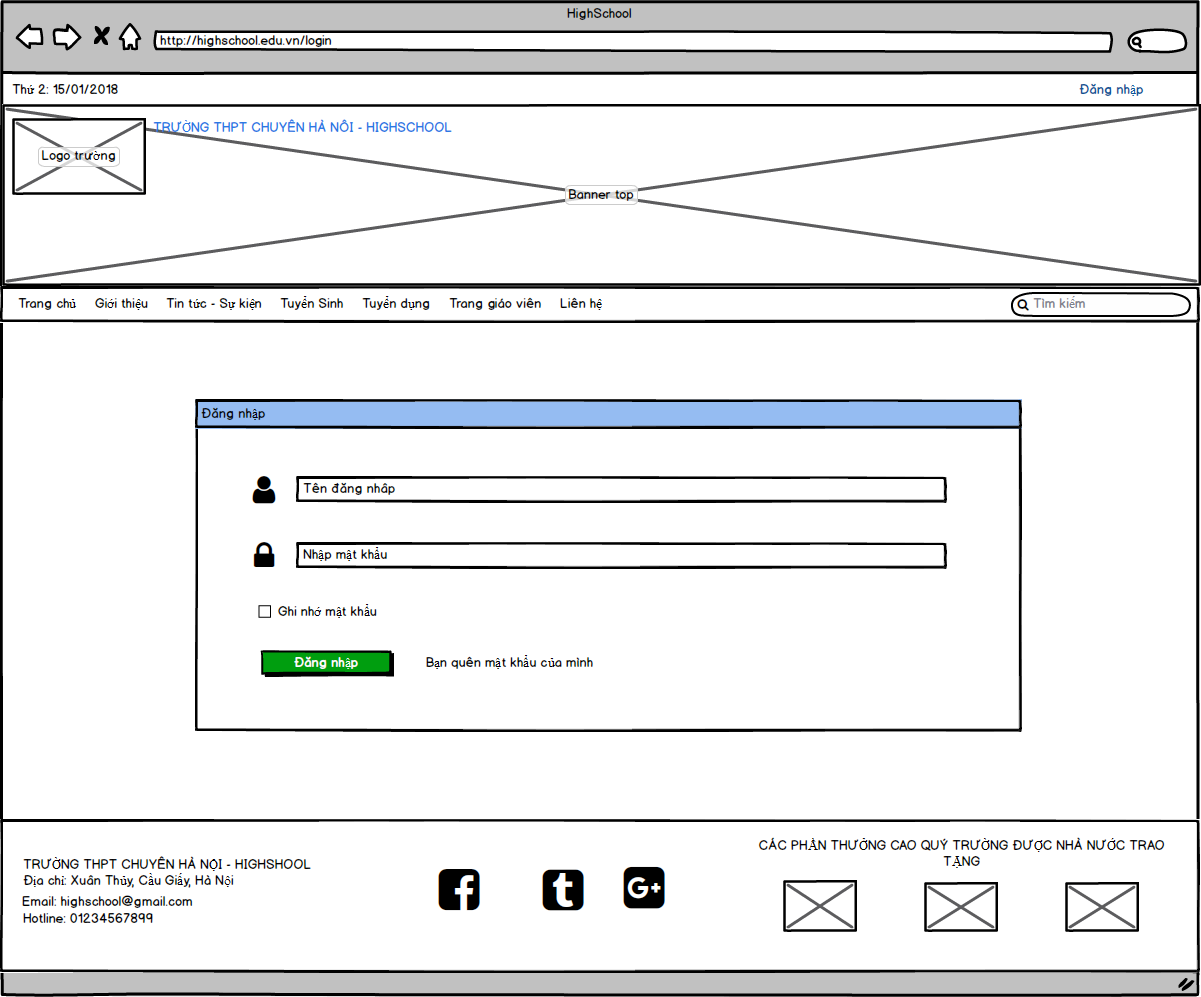 HighSchool
http://highschool.edu.vn/login
Thứ 2: 15/01/2018
Đăng nhập
TRƯỜNG THPT CHUYÊN HÀ NÔI - HIGHSCHOOL
Logo trường
Banner top
Trang chủ Giới thiệu Tin tức - Sự kiện Tuyển Sinh Tuyển dụng Trang giáo viên Liên hệ
Tìm kiếm
Đăng nhập
Tên đăng nhâp
Nhập mật khẩu
Ghi nhớ mật khẩu
Đăng nhập
Bạn quên mật khẩu của mình
TRƯỜNG THPT CHUYÊN HÀ NỘI - HIGHSHOOL
Địa chỉ: Xuân Thủy, Cầu Giấy, Hà Nội
Email: highschool@gmail.com
Hotline: 01234567899
CÁC PHẦN THƯỞNG CAO QUÝ TRƯỜNG ĐƯỢC NHÀ NƯỚC TRAO
TẶNG